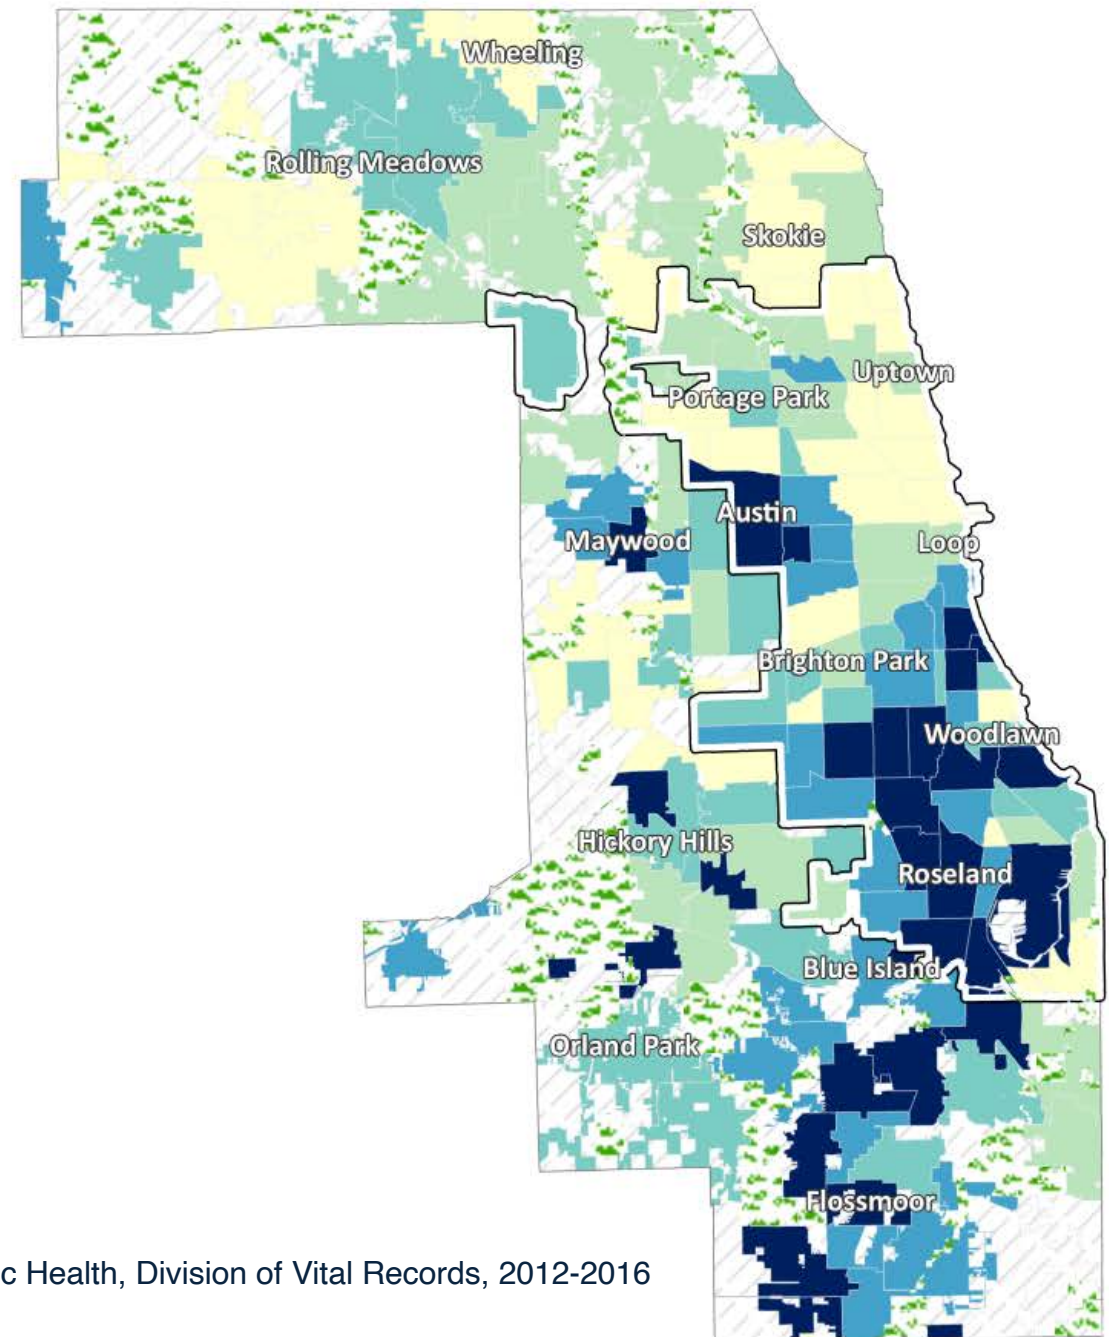 Wheeling
Rolling Meadows
Skokie
Uptown
Portage Park
Austin
Maywood
Loop
Brighton Park
Woodlawn
Hickory Hills
Roseland
Blue Island
Orland Park
Flossmoor
c Health, Division of Vital Records, 2012-2016